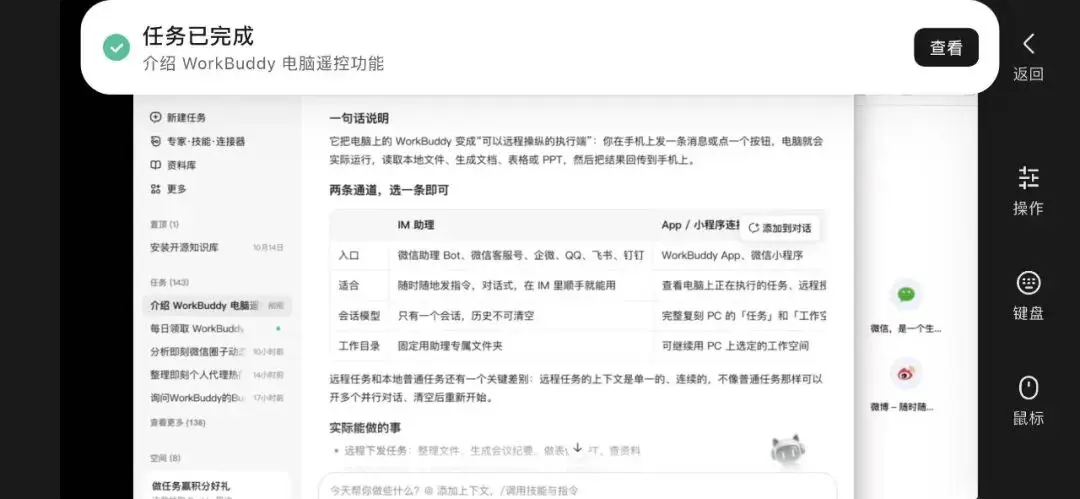 任务已完成
介绍 WorkBuddy 电脑遥控功能
查看
返回
操作
键盘
鼠标
新建任务
专家·技能·连接器
资料库
更多
置顶 (1)
安装开源知识库 10月14日
任务 (143)
介绍 WorkBuddy 电脑遥 刚刚
每日领取 WorkBuddy
分析即刻微信圈子动态 10小时前
整理即刻个人代理热 14小时前
询问WorkBuddy的Bu 17小时前
查看更多 (138)
空间 (8)
做任务赢积分好礼
一句话说明
它把电脑上的 WorkBuddy 变成“可以远程操纵的执行端”：你在手机上发一条消息或点一个按钮，电脑就会
实际运行，读取本地文件、生成文档、表格或 PPT，然后把结果回传到手机上。
两条通道，选一条即可
IM 助理 App / 小程序连
添加到对话
入口 微信助理 Bot、微信客服号、企微、QQ、飞书、钉钉 WorkBuddy App、微信小程序
适合 随时随地发指令，对话式，在 IM 里顺手就能用 查看电脑上正在执行的任务、远程
会话模型 只有一个会话，历史不可清空 完整复刻 PC 的「任务」和「工作
工作目录 固定用助理专属文件夹 可继续用 PC 上选定的工作空间
远程任务和本地普通任务还有一个关键差别：远程任务的上下文是单一的、连续的，不像普通任务那样可以
开多个并行对话、清空后重新开始。
实际能做的事
• 远程下发任务：整理文件、生成会议纪要、做表 PT、查资料
今天帮你做些什么？@ 添加上下文，/调用技能与指令
微信，是一个生...
微博 – 随时随...